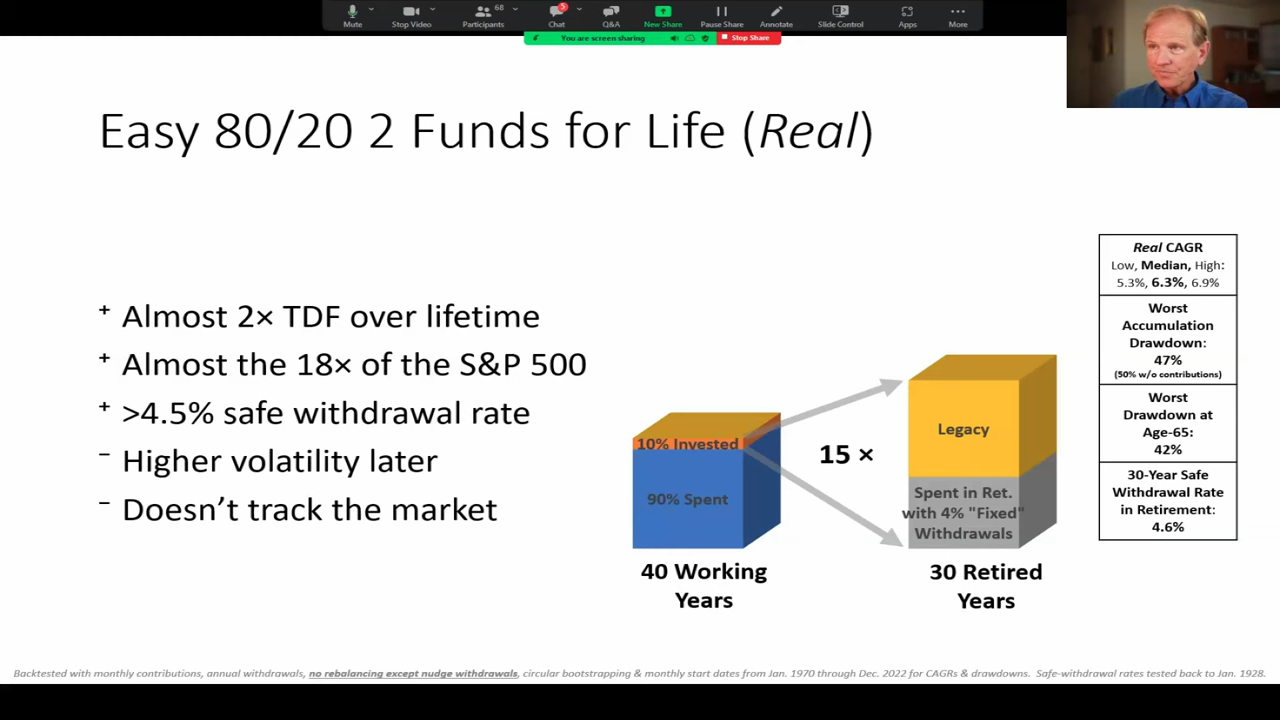 68
5
Mute
Stop Video
Participants
Chat
Q&A
New Share
Pause Share
Annotate
Slide Control
Apps
More
You are screen sharing
Stop Share
Easy 80/20 2 Funds for Life (Real)
+ Almost 2× TDF over lifetime
+ Almost the 18× of the S&P 500
+ >4.5% safe withdrawal rate
− Higher volatility later
− Doesn't track the market
10% Invested
90% Spent
40 Working
Years
15 ×
Legacy
Spent in Ret.
with 4% "Fixed"
Withdrawals
30 Retired
Years
Real CAGR
Low, Median, High:
5.3%, 6.3%, 6.9%
Worst
Accumulation
Drawdown:
47%
(50% w/o contributions)
Worst
Drawdown at
Age-65:
42%
30-Year Safe
Withdrawal Rate
in Retirement:
4.6%
Backtested with monthly contributions, annual withdrawals, no rebalancing except nudge withdrawals, circular bootstrapping & monthly start dates from Jan. 1970 through Dec. 2022 for CAGRs & drawdowns. Safe-withdrawal rates tested back to Jan. 1928.